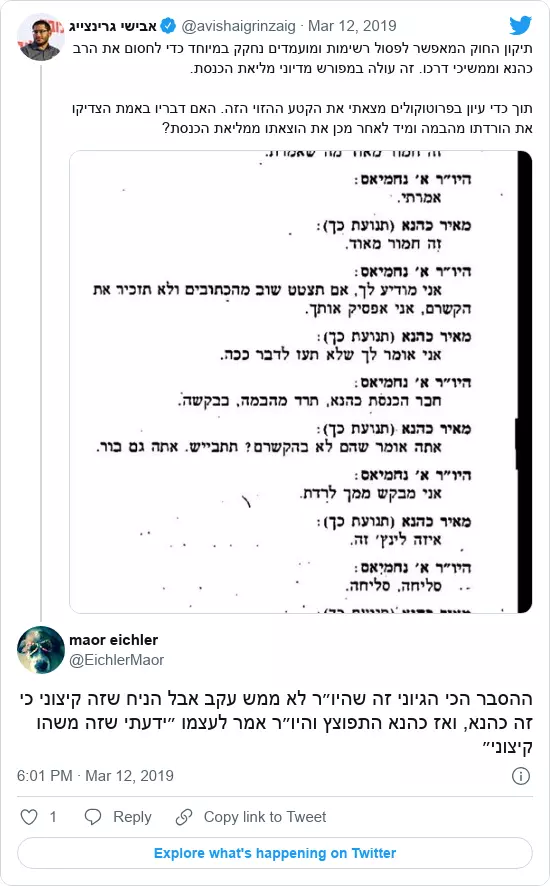 אבישי גרינצייג @avishaigrinzaig · Mar 12, 2019
תיקון החוק המאפשר לפסול רשימות ומועמדים נחקק במיוחד כדי לחסום את הרב
כהנא וממשיכי דרכו. זה עולה במפורש מדיוני מליאת הכנסת.
תוך כדי עיון בפרוטוקולים מצאתי את הקטע ההזוי הזה. האם דבריו באמת הצדיקו
את הורדתו מהבמה ומיד לאחר מכן את הוצאתו ממליאת הכנסת?
זה חמור מאוד מה שאמרת.
היו״ר א׳ נחמיאס:
אמרתי.
מאיר כהנא (תנועת כך):
זה חמור מאוד.
היו״ר א׳ נחמיאס:
אני מודיע לך, אם תצטט שוב מהכתובים ולא תזכיר את
הקשרם, אני אפסיק אותך.
מאיר כהנא (תנועת כך):
אני אומר לך שלא תעז לדבר ככה.
היו״ר א׳ נחמיאס:
חבר הכנסת כהנא, תרד מהבמה, בבקשה.
מאיר כהנא (תנועת כך):
אתה אומר שהם לא בהקשרם? תתבייש. אתה גם בור.
היו״ר א׳ נחמיאס:
אני מבקש ממך לרדת.
מאיר כהנא (תנועת כך):
איזה לינץ׳ זה.
היו״ר א׳ נחמיאס:
סליחה, סליחה.
maor eichler
@EichlerMaor
ההסבר הכי הגיוני זה שהיו״ר לא ממש עקב אבל הניח שזה קיצוני כי
זה כהנא, ואז כהנא התפוצץ והיו״ר אמר לעצמו ״ידעתי שזה משהו
קיצוני״
6:01 PM · Mar 12, 2019
1 Reply Copy link to Tweet
Explore what's happening on Twitter